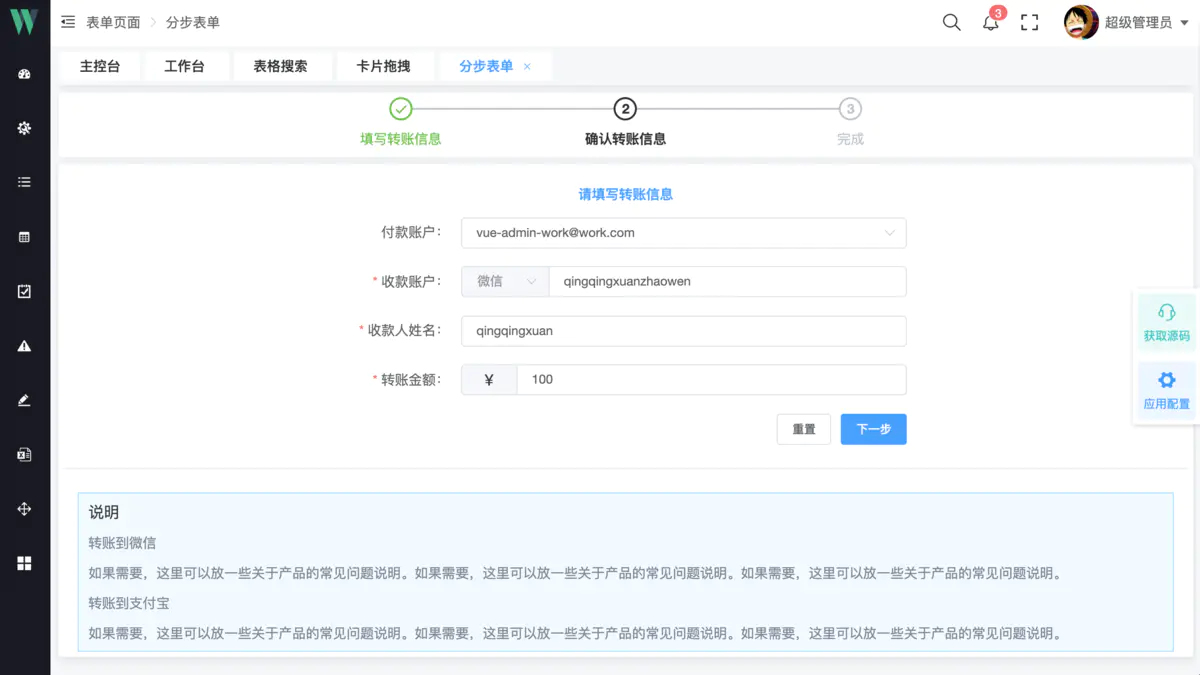 表单页面 分步表单 3 超级管理员
主控台 工作台 表格搜索 卡片拖拽 分步表单 ×
2 3
填写转账信息 确认转账信息 完成
请填写转账信息
付款账户： vue-admin-work@work.com
* 收款账户： 微信 qingqingxuanzhaowen
* 收款人姓名： qingqingxuan
* 转账金额： ¥ 100
重置 下一步
获取源码
应用配置
说明
转账到微信
如果需要，这里可以放一些关于产品的常见问题说明。如果需要，这里可以放一些关于产品的常见问题说明。如果需要，这里可以放一些关于产品的常见问题说明。
转账到支付宝
如果需要，这里可以放一些关于产品的常见问题说明。如果需要，这里可以放一些关于产品的常见问题说明。如果需要，这里可以放一些关于产品的常见问题说明。